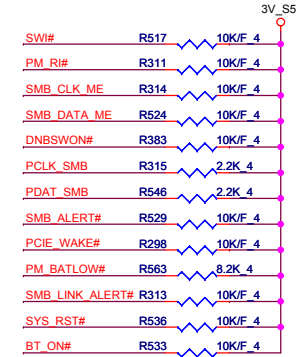 3V_S5
SWI# R517 10K/F_4
PM_RI# R311 10K/F_4
SMB_CLK_ME R314 10K/F_4
SMB_DATA_ME R524 10K/F_4
DNBSWON# R383 10K/F_4
PCLK_SMB R315 2.2K_4
PDAT_SMB R546 2.2K_4
SMB_ALERT# R529 10K/F_4
PCIE_WAKE# R298 10K/F_4
PM_BATLOW# R563 8.2K_4
SMB_LINK_ALERT# R313 10K/F_4
SYS_RST# R536 10K/F_4
BT_ON# R533 10K/F_4